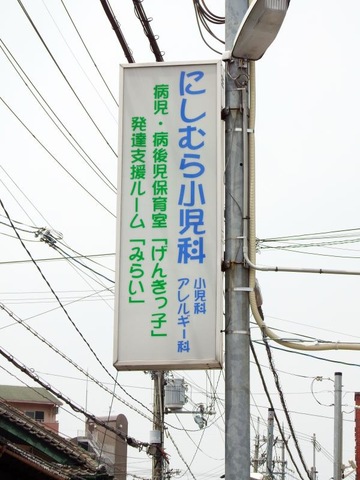 にしむら小児科
小児科
アレルギー科
病児・病後児保育室「げんきっ子」
発達支援ルーム「みらい」